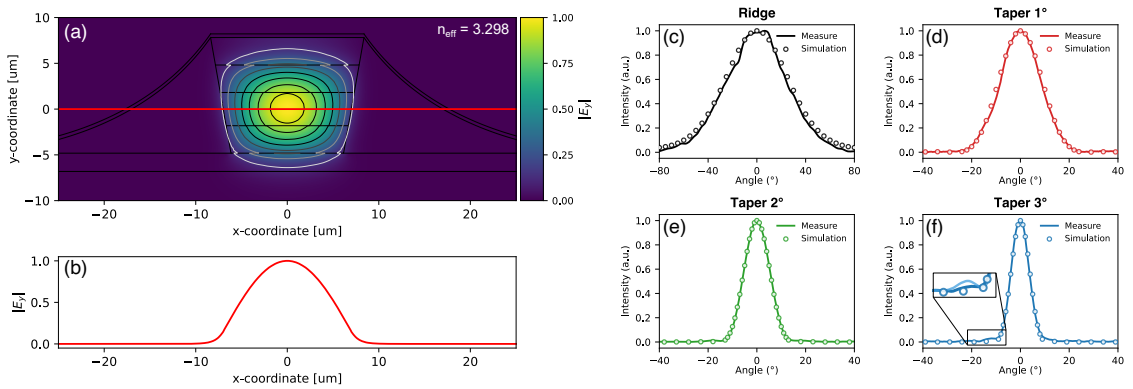 (a)
n_eff = 3.298
10
5
0
−5
−10
y-coordinate [um]
−20
−10
0
10
20
x-coordinate [um]
1.00
0.75
0.50
0.25
0.00
|E_y|
(b)
1.0
0.5
0.0
|E_y|
−20
−10
0
10
20
x-coordinate [um]
Ridge
(c)
Measure
Simulation
1.0
0.8
0.6
0.4
0.2
0.0
Intensity (a.u.)
−80
−40
0
40
80
Angle (°)
Taper 1°
(d)
Measure
Simulation
1.0
0.8
0.6
0.4
0.2
0.0
Intensity (a.u.)
−40
−20
0
20
40
Angle (°)
Taper 2°
(e)
Measure
Simulation
1.0
0.8
0.6
0.4
0.2
0.0
Intensity (a.u.)
−40
−20
0
20
40
Angle (°)
Taper 3°
(f)
Measure
Simulation
1.0
0.8
0.6
0.4
0.2
0.0
Intensity (a.u.)
−40
−20
0
20
40
Angle (°)